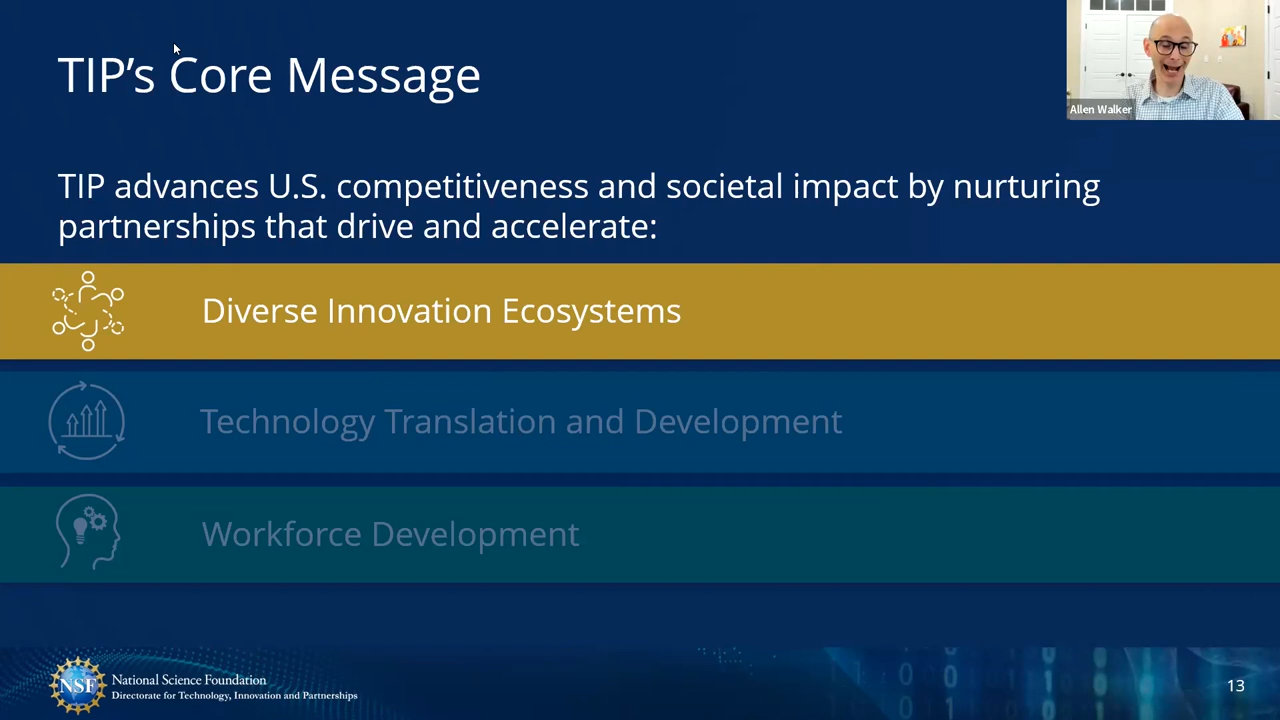 TIP's Core Message
Allen Walker
TIP advances U.S. competitiveness and societal impact by nurturing
partnerships that drive and accelerate:
Diverse Innovation Ecosystems
Technology Translation and Development
Workforce Development
NSF
National Science Foundation
Directorate for Technology, Innovation and Partnerships
13